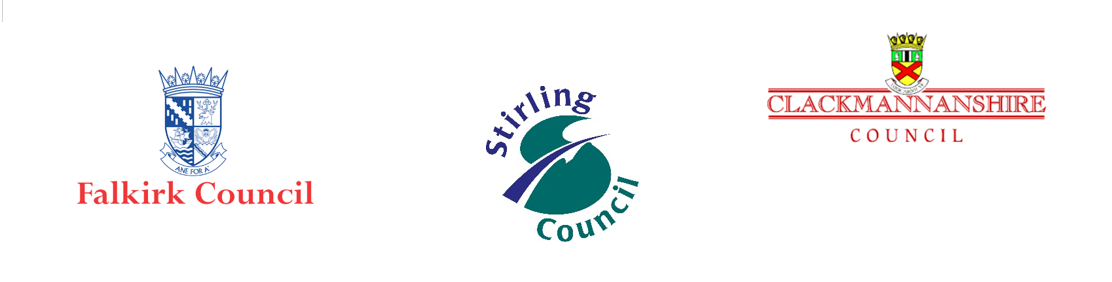 ANE FOR A'
Falkirk Council
Stirling
Council
CLACKMANNANSHIRE
COUNCIL